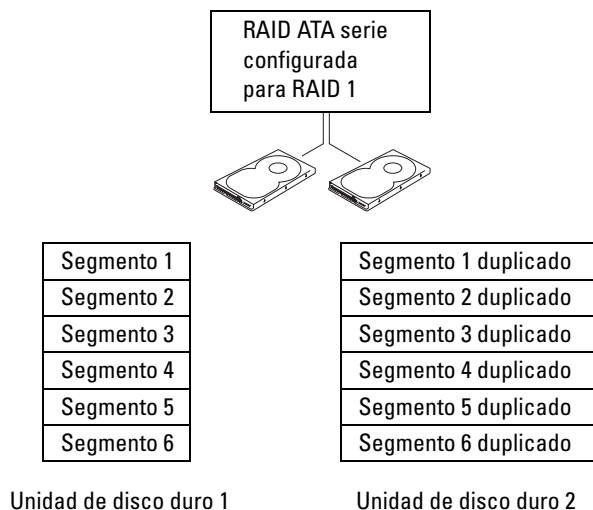 RAID ATA serie
configurada
para RAID 1
Segmento 1
Segmento 2
Segmento 3
Segmento 4
Segmento 5
Segmento 6
Unidad de disco duro 1
Segmento 1 duplicado
Segmento 2 duplicado
Segmento 3 duplicado
Segmento 4 duplicado
Segmento 5 duplicado
Segmento 6 duplicado
Unidad de disco duro 2